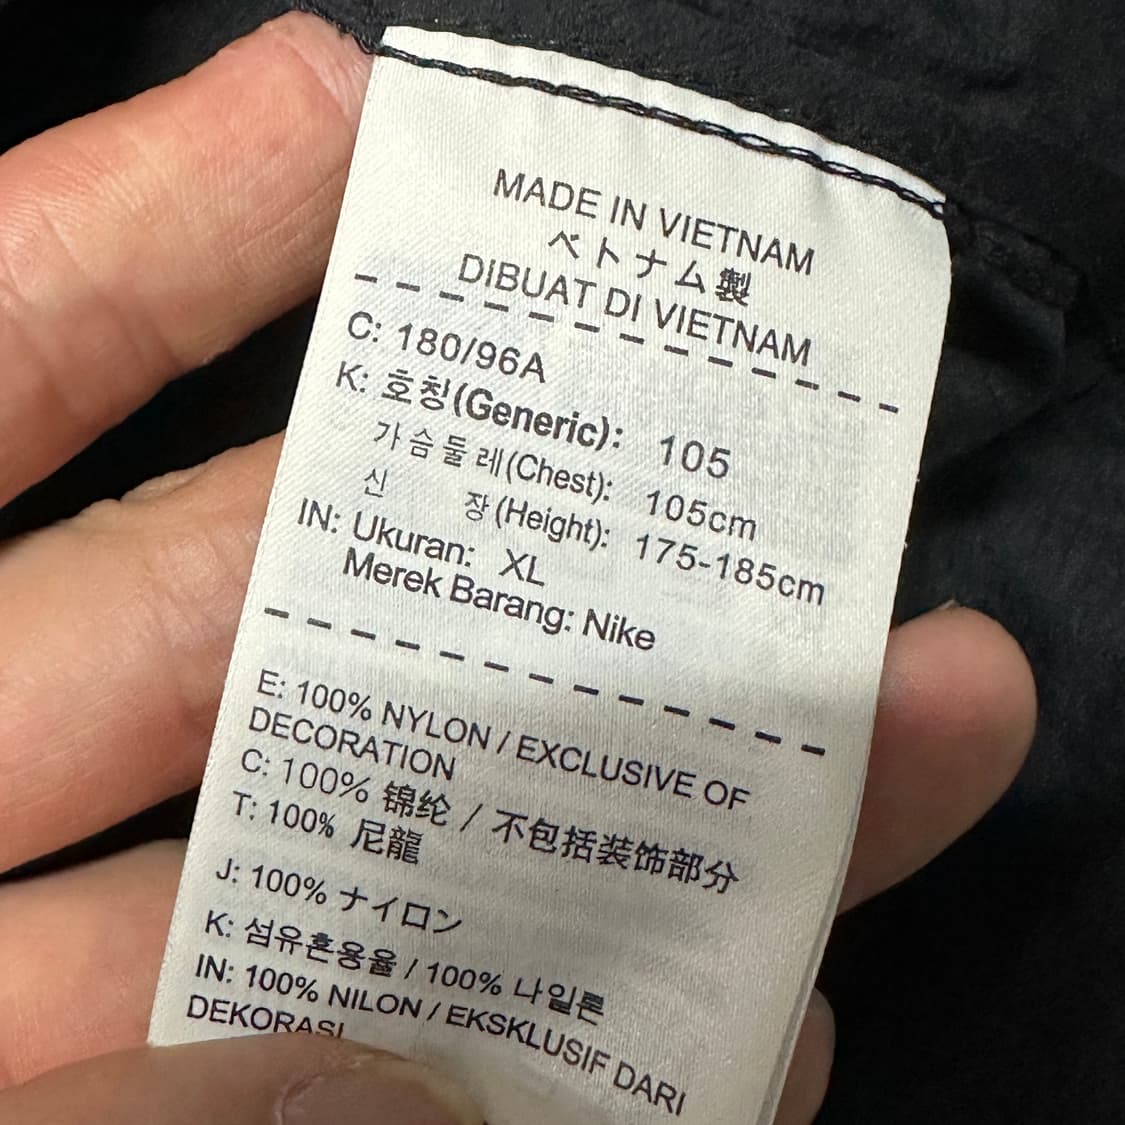 MADE IN VIETNAM
ベトナム製
DIBUAT DI VIETNAM
C: 180/96A
K: 호칭(Generic): 105
가슴둘레(Chest): 105cm
신 장(Height): 175-185cm
IN: Ukuran: XL
Merek Barang: Nike
E: 100% NYLON / EXCLUSIVE OF
DECORATION
C: 100% 锦纶 / 不包括装饰部分
T: 100% 尼龍
J: 100% ナイロン
K: 섬유혼용율 / 100% 나일론
IN: 100% NILON / EKSKLUSIF DARI
DEKORASI